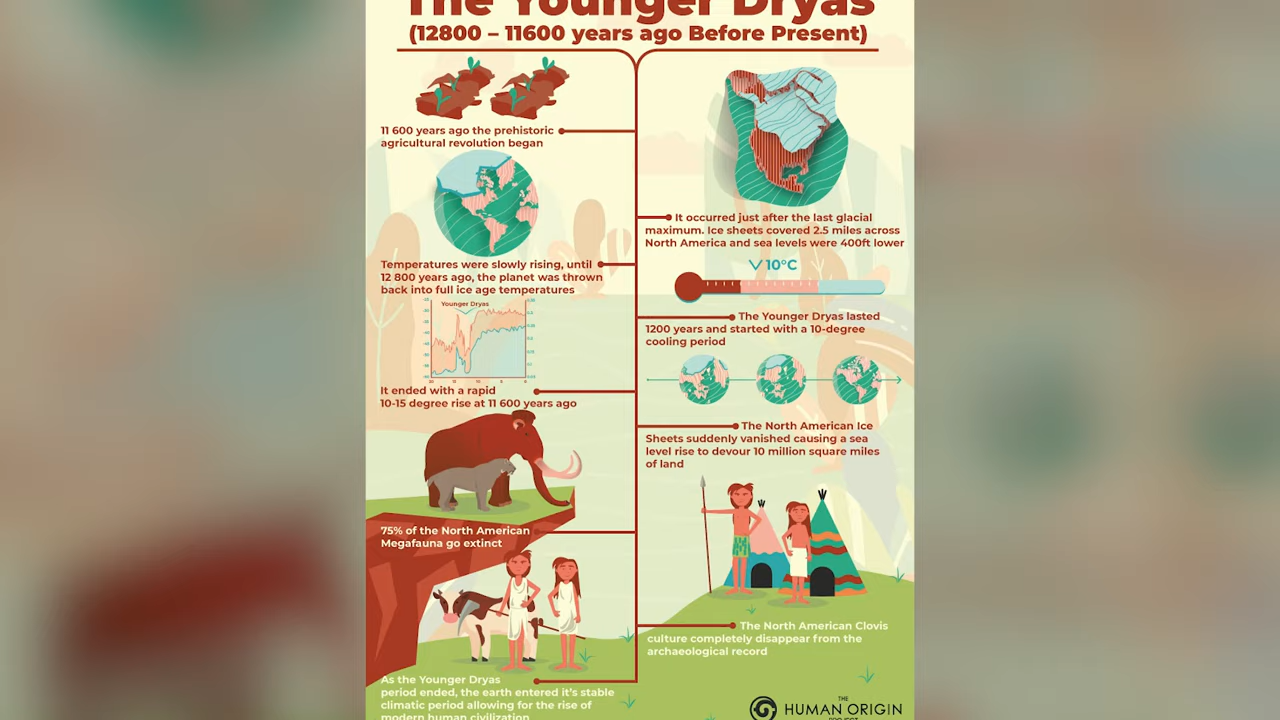 The Younger Dryas
(12800 – 11600 years ago Before Present)
11 600 years ago the prehistoric
agricultural revolution began
It occurred just after the last glacial
maximum. Ice sheets covered 2.5 miles across
North America and sea levels were 400ft lower
Temperatures were slowly rising, until
12 800 years ago, the planet was thrown
back into full ice age temperatures
10°C
The Younger Dryas lasted
1200 years and started with a 10-degree
cooling period
Younger Dryas
It ended with a rapid
10-15 degree rise at 11 600 years ago
The North American Ice
Sheets suddenly vanished causing a sea
level rise to devour 10 million square miles
of land
75% of the North American
Megafauna go extinct
The North American Clovis
culture completely disappear from the
archaeological record
As the Younger Dryas
period ended, the earth entered it's stable
climatic period allowing for the rise of
modern human civilization
THE
HUMAN ORIGIN
PROJECT